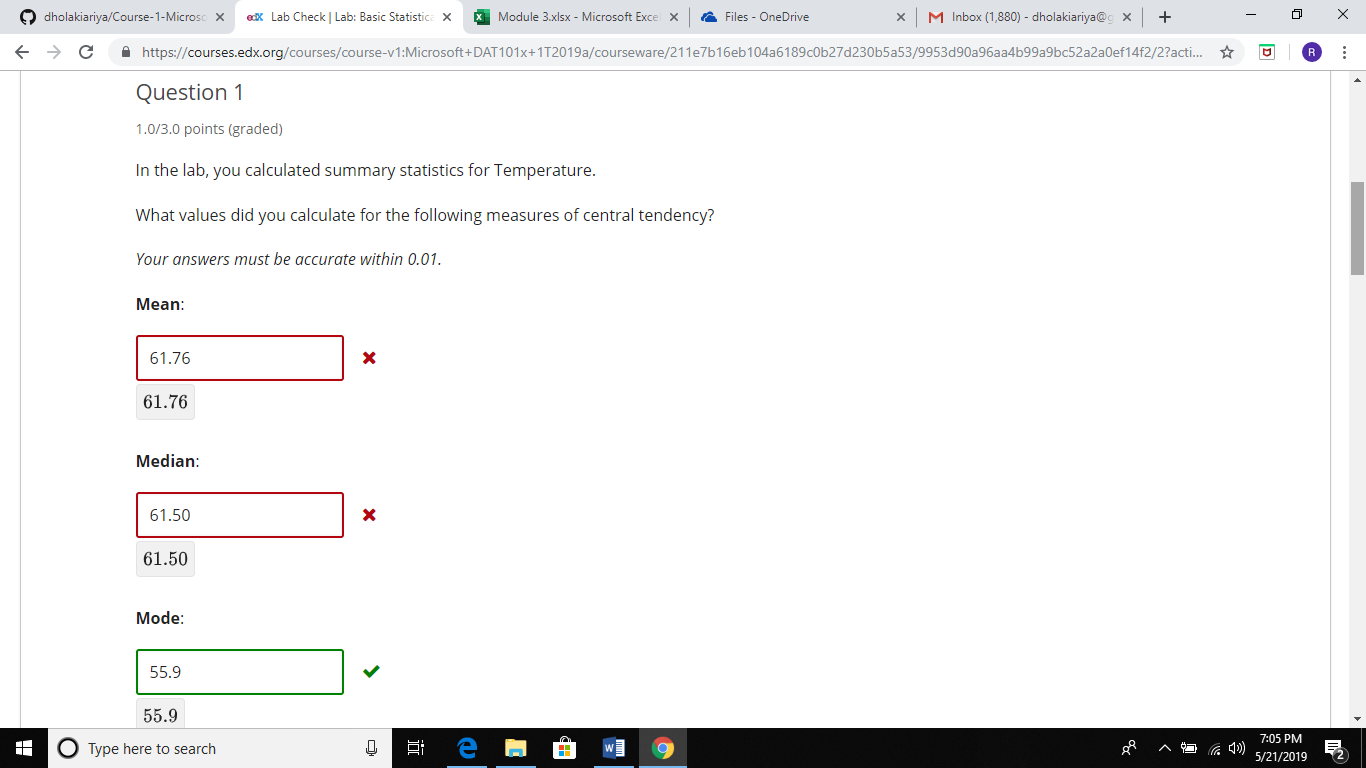 dholakiariya/Course-1-Microso
edX Lab Check | Lab: Basic Statistica
Module 3.xlsx - Microsoft Excel
Files - OneDrive
Inbox (1,880) - dholakiariya@g
https://courses.edx.org/courses/course-v1:Microsoft+DAT101x+1T2019a/courseware/211e7b16eb104a6189c0b27d230b5a53/9953d90a96aa4b99a9bc52a2a0ef14f2/2?acti...
R
Question 1
1.0/3.0 points (graded)
In the lab, you calculated summary statistics for Temperature.
What values did you calculate for the following measures of central tendency?
Your answers must be accurate within 0.01.
Mean:
61.76
61.76
Median:
61.50
61.50
Mode:
55.9
55.9
Type here to search
7:05 PM
5/21/2019
2